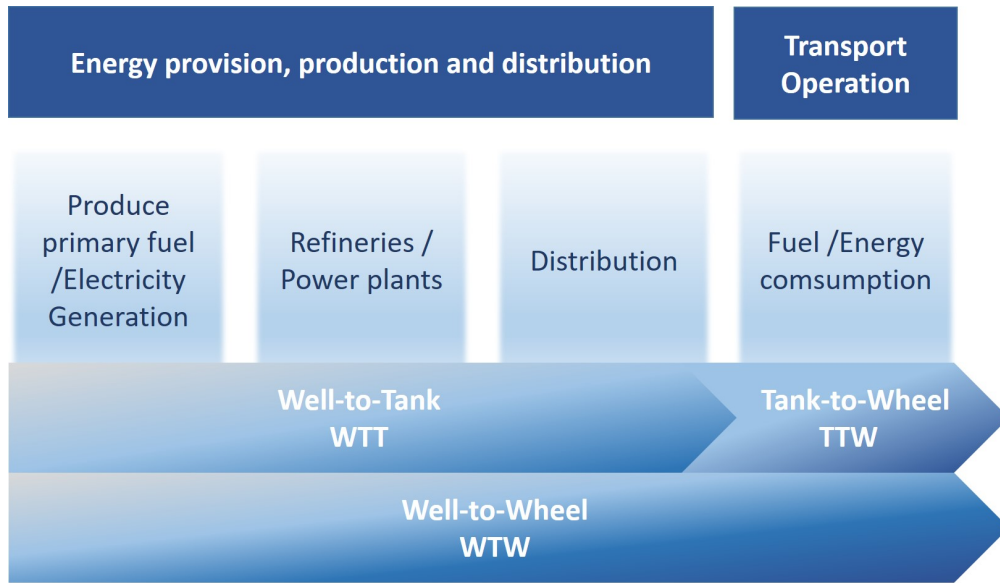 Energy provision, production and distribution
Transport
Operation
Produce
primary fuel
/Electricity
Generation
Refineries /
Power plants
Distribution
Fuel /Energy
comsumption
Well-to-Tank
WTT
Tank-to-Wheel
TTW
Well-to-Wheel
WTW